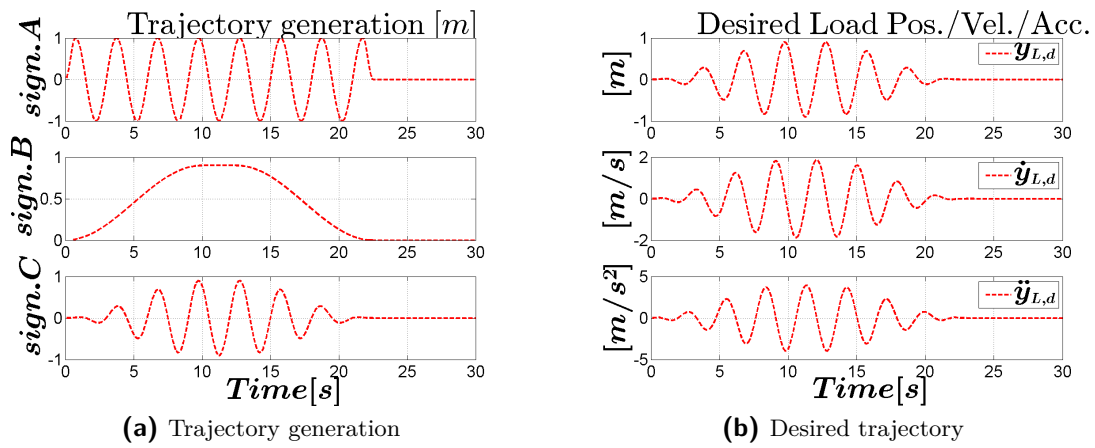 Trajectory generation [m]
sign.A
1
0
-1
0 5 10 15 20 25 30
sign.B
1
0.5
0
0 5 10 15 20 25 30
sign.C
1
0
-1
0 5 10 15 20 25 30
Time[s]
(a) Trajectory generation
Desired Load Pos./Vel./Acc.
[m]
1
0
-1
y_{L,d}
0 5 10 15 20 25 30
[m/s]
2
0
-2
ẏ_{L,d}
0 5 10 15 20 25 30
[m/s²]
5
0
-5
ÿ_{L,d}
0 5 10 15 20 25 30
Time[s]
(b) Desired trajectory